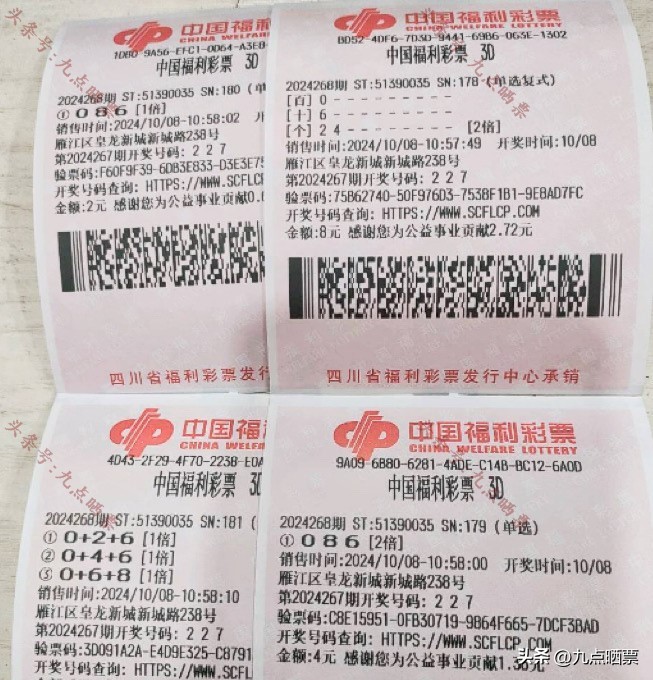 中国福利
CHINA WELFA
1DB0-9A56-EFC1-0D64-A3EB
中国福利彩票 3D
2024268期 ST:51390035 SN:180 (单
① 0 8 6 [1倍]
销售时间:2024/10/08-10:58:02 开
雁江区皇龙新城新城路238号
第2024267期开奖号码: 2 2 7
验票码:F60F9F39-6DB3E833-D3E3E75
开奖号码查询: HTTPS://WWW.SCFLCP
金额:2元 感谢您为公益事业贡献0.
四川省福利彩票发行
中国福利彩票
CHINA WELFARE LOTTERY
BD52-4DF6-7D3D-9441-69B6-063E-1302
中国福利彩票 3D
2024268期 ST:51390035 SN:178 (单选复式)
[百] 0 - - - - - - - - -
[十] 6 - - - - - - - - -
[个] 2 4 - - - - - - - - [2倍]
销售时间:2024/10/08-10:57:49 开奖时间:10/08
雁江区皇龙新城新城路238号
第2024267期开奖号码: 2 2 7
验票码:75B62740-50F976D3-753BF1B1-9E8AD7FC
开奖号码查询: HTTPS://WWW.SCFLCP.COM
金额:8元 感谢您为公益事业贡献2.72元
四川省福利彩票发行中心承销
中国福利
CHINA WELFA
4D43-2F29-4F70-223B-EDA
中国福利彩票 3D
2024268期 ST:51390035 SN:181 (
① 0+2+6 [1倍]
② 0+4+6 [1倍]
③ 0+6+8 [1倍]
销售时间:2024/10/08-10:58:10
雁江区皇龙新城新城路238号
第2024267期开奖号码: 2 2 7
验票码:3D091A2A-E4D9E325-C8791
开奖号码查询: HTTPS://WWW.SCFL
中国福利彩票
CHINA WELFARE LOTTERY
9A09-6B80-6281-4ADE-C14B-BC12-6A0D
中国福利彩票 3D
2024268期 ST:51390035 SN:179 (单选)
① 0 8 6 [2倍]
销售时间:2024/10/08-10:58:00 开奖时间:10/08
雁江区皇龙新城新城路238号
第2024267期开奖号码: 2 2 7
验票码:C8E15951-0FB30719-9B64F665-7DCF3BAD
开奖号码查询: HTTPS://WWW.SCFLCP.COM
金额:4元 感谢您为公益事业贡献1.36元
头条号:九点晒票
头条号:九点晒票
头条 @九点晒票